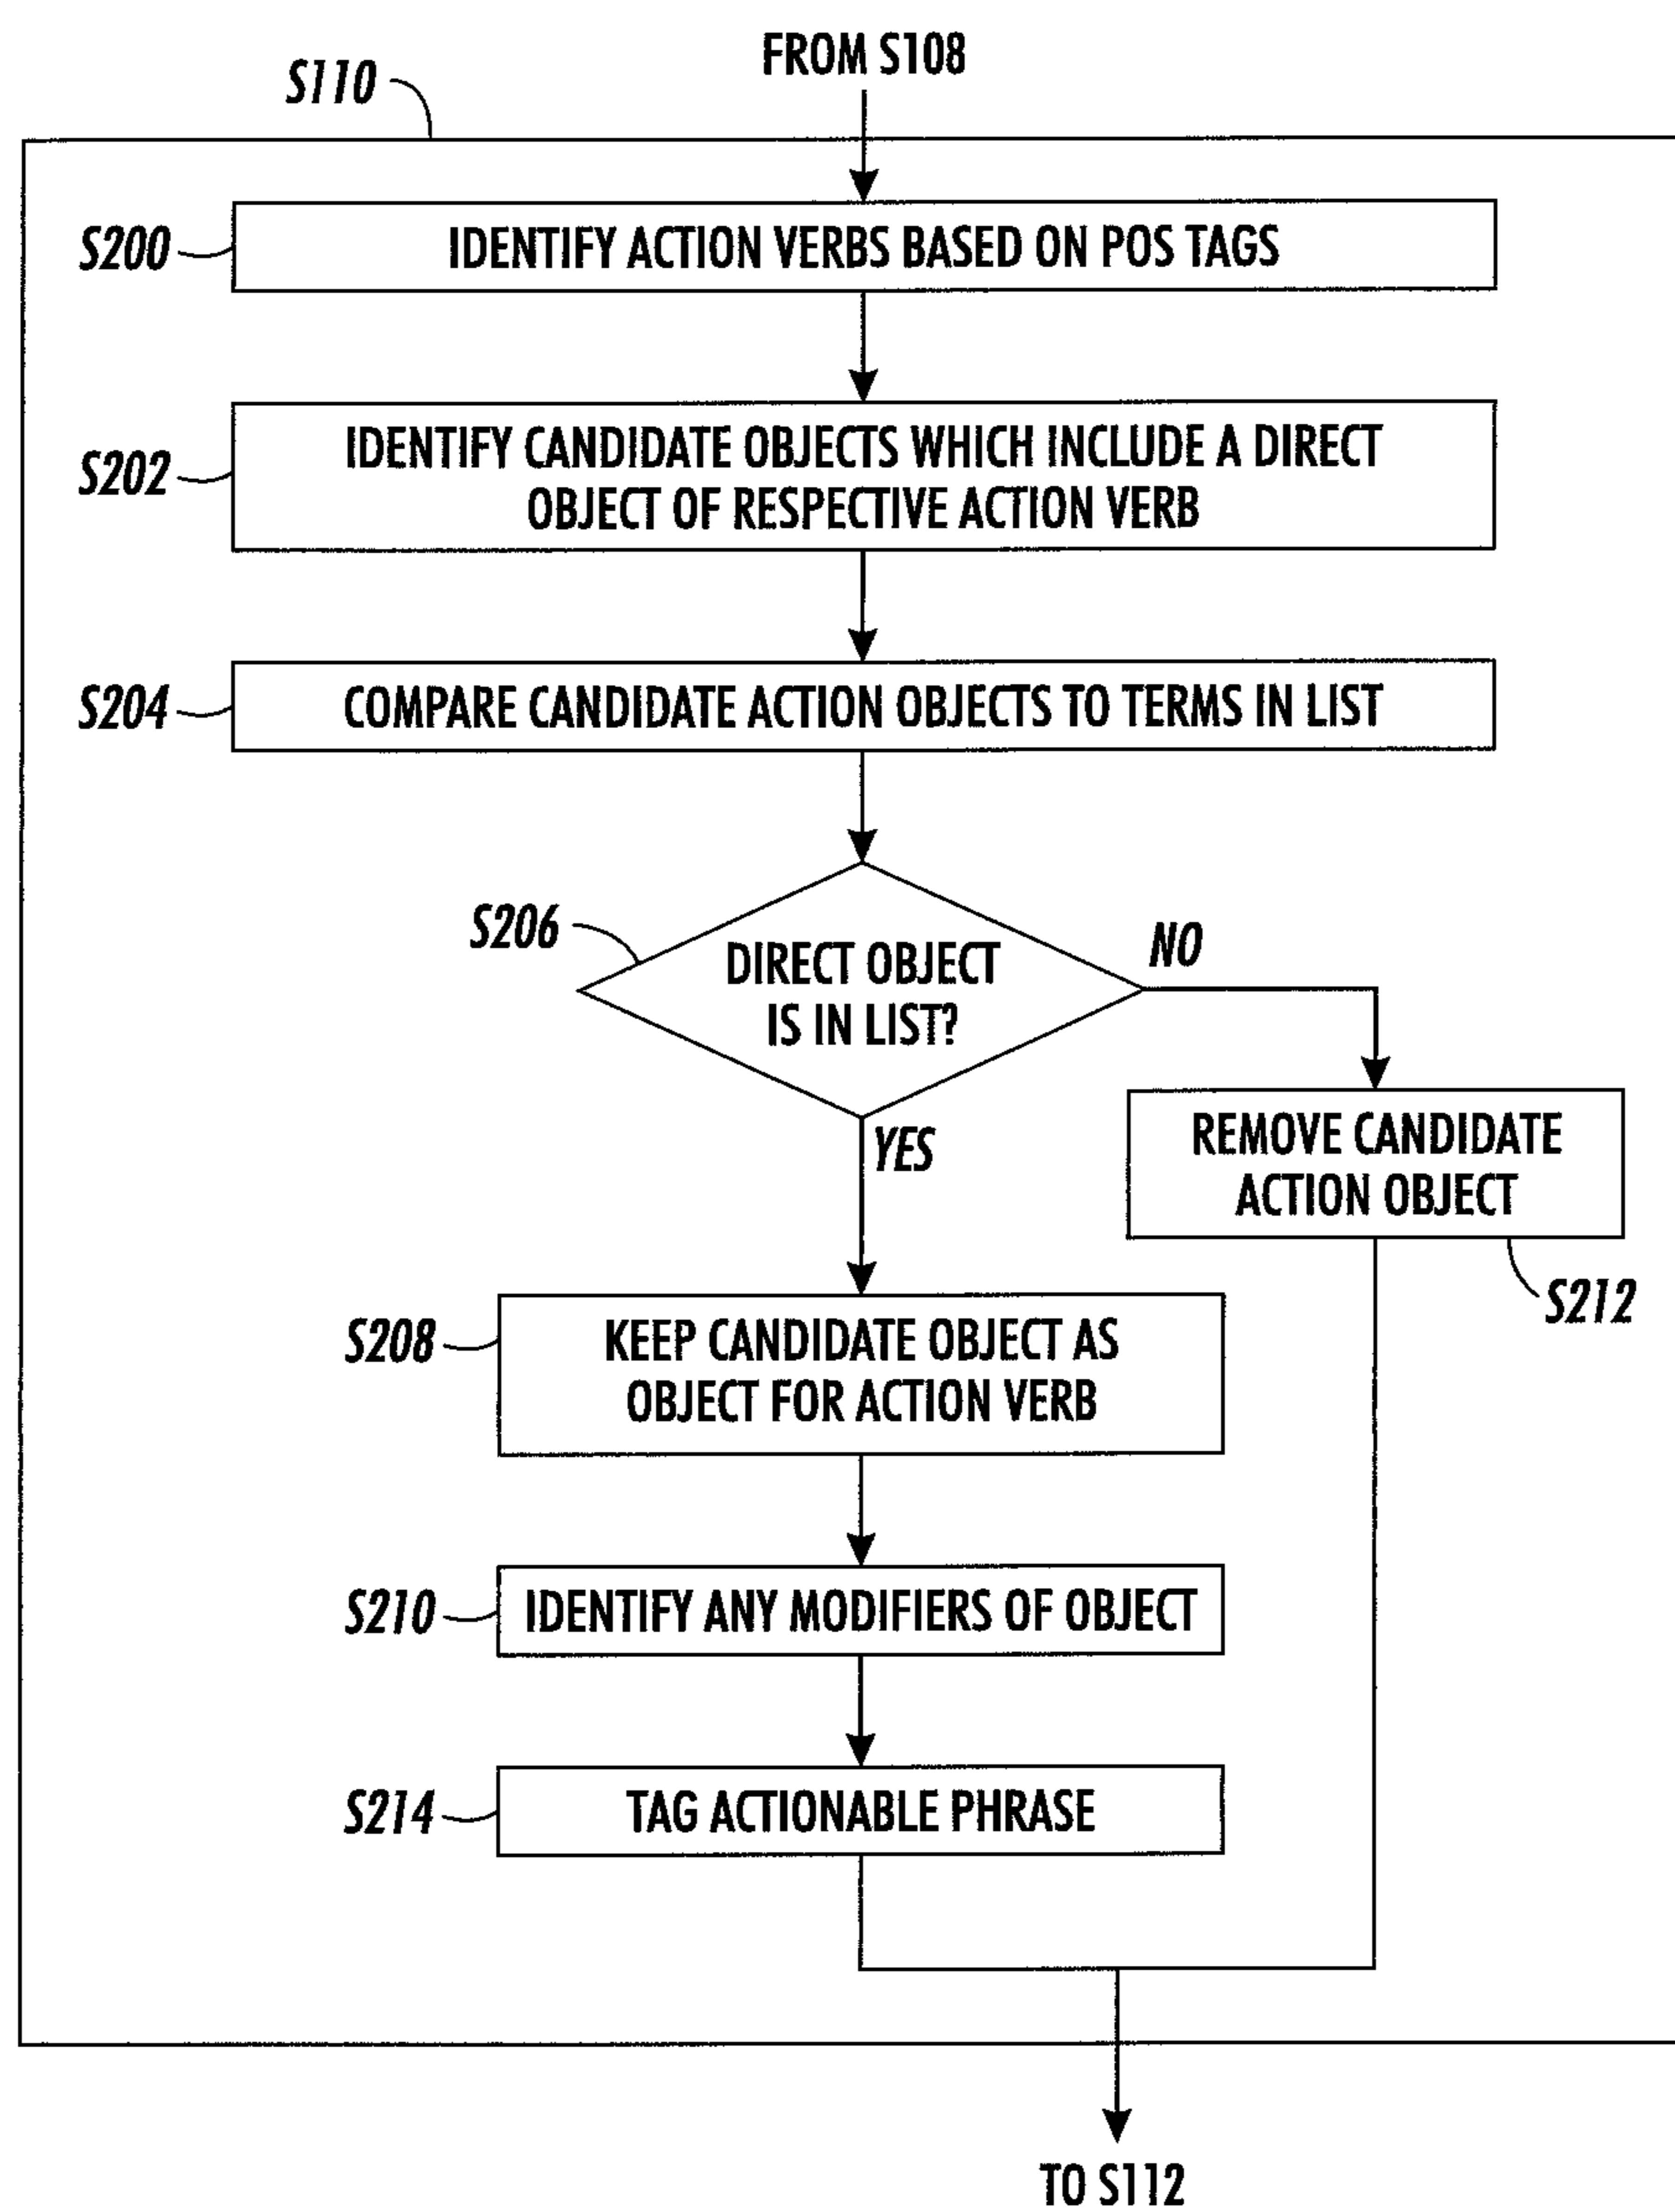 FROM S108
S110
S200
IDENTIFY ACTION VERBS BASED ON POS TAGS
S202
IDENTIFY CANDIDATE OBJECTS WHICH INCLUDE A DIRECT
OBJECT OF RESPECTIVE ACTION VERB
S204
COMPARE CANDIDATE ACTION OBJECTS TO TERMS IN LIST
S206
DIRECT OBJECT
IS IN LIST?
NO
YES
REMOVE CANDIDATE
ACTION OBJECT
S212
S208
KEEP CANDIDATE OBJECT AS
OBJECT FOR ACTION VERB
S210
IDENTIFY ANY MODIFIERS OF OBJECT
S214
TAG ACTIONABLE PHRASE
TO S112